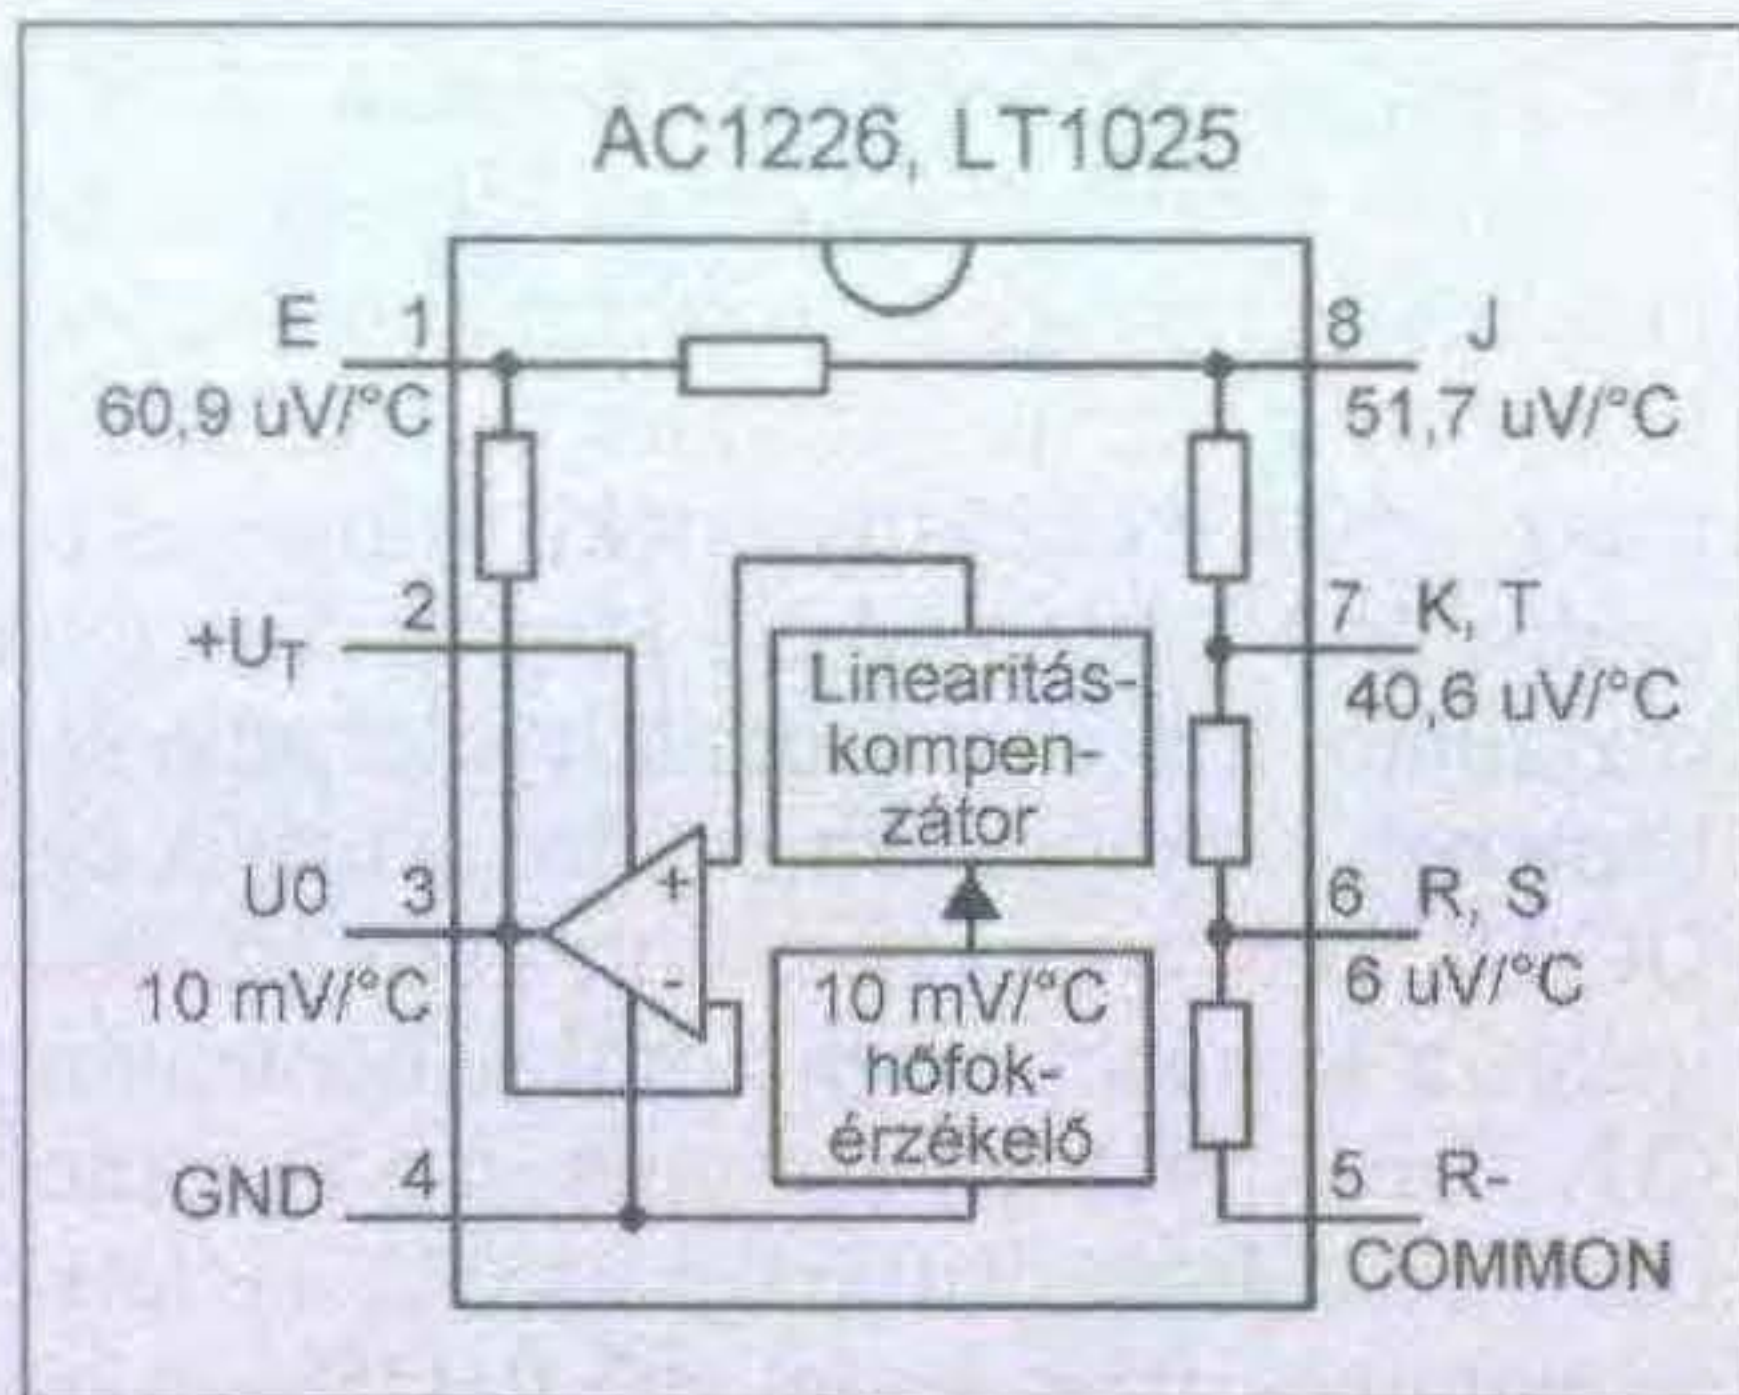 AC1226, LT1025
E 1
60,9 uV/°C
+U_T 2
U0 3
10 mV/°C
GND 4
8 J
51,7 uV/°C
7 K, T
40,6 uV/°C
6 R, S
6 uV/°C
5 R-
COMMON
Linearitás-
kompen-
zátor
+
-
10 mV/°C
hőfok-
érzékelő